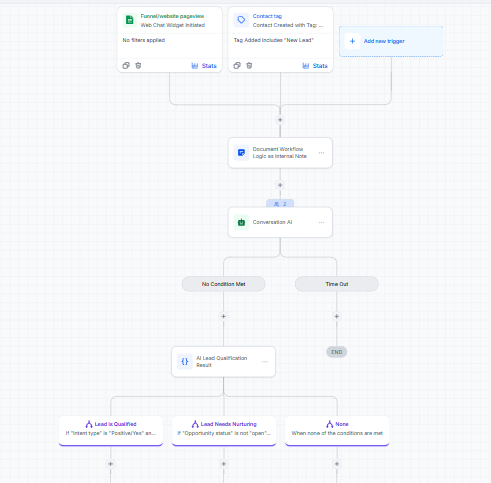 Funnel/website pageview
Web Chat Widget Initiated
No filters applied
Stats
Contact tag
Contact Created with Tag: ...
Tag Added Includes "New Lead"
Stats
Add new trigger
Document Workflow
Logic as Internal Note
2
Conversation AI
No Condition Met
Time Out
END
AI Lead Qualification
Result
Lead is Qualified
If "Intent type" is "Positive/Yes" an...
Lead Needs Nurturing
If "Opportunity status" is not "open"...
None
When none of the conditions are met